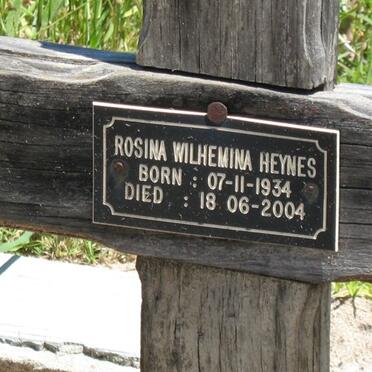 ROSINA WILHEMINA HEYNES
BORN : 07-11-1934
DIED : 18 06-2004